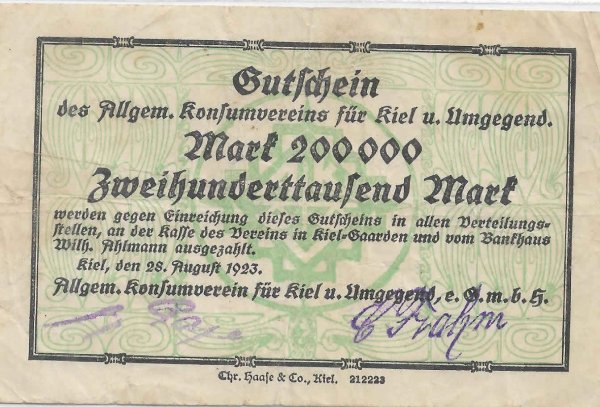 Gutschein
des Allgem. Konsumvereins für Kiel u. Umgegend.
Mark 200000
Zweihunderttausend Mark
werden gegen Einreichung dieses Gutscheins in allen Verteilungs-
stellen, an der Kasse des Vereins in Kiel-Gaarden und vom Bankhaus
Wilh. Ahlmann ausgezahlt.
Kiel, den 28. August 1923.
Allgem. Konsumverein für Kiel u. Umgegend, e. G. m. b. H.
Chr. Haase & Co., Kiel. 212223